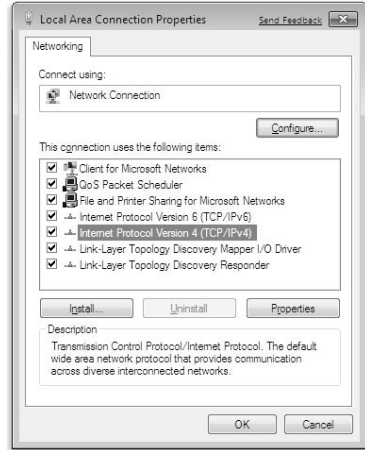 Local Area Connection Properties
Send Feedback
Networking
Connect using:
Network Connection
Configure...
This connection uses the following items:
Client for Microsoft Networks
QoS Packet Scheduler
File and Printer Sharing for Microsoft Networks
Internet Protocol Version 6 (TCP/IPv6)
Internet Protocol Version 4 (TCP/IPv4)
Link-Layer Topology Discovery Mapper I/O Driver
Link-Layer Topology Discovery Responder
Install...
Uninstall
Properties
Description
Transmission Control Protocol/Internet Protocol. The default
wide area network protocol that provides communication
across diverse interconnected networks.
OK
Cancel